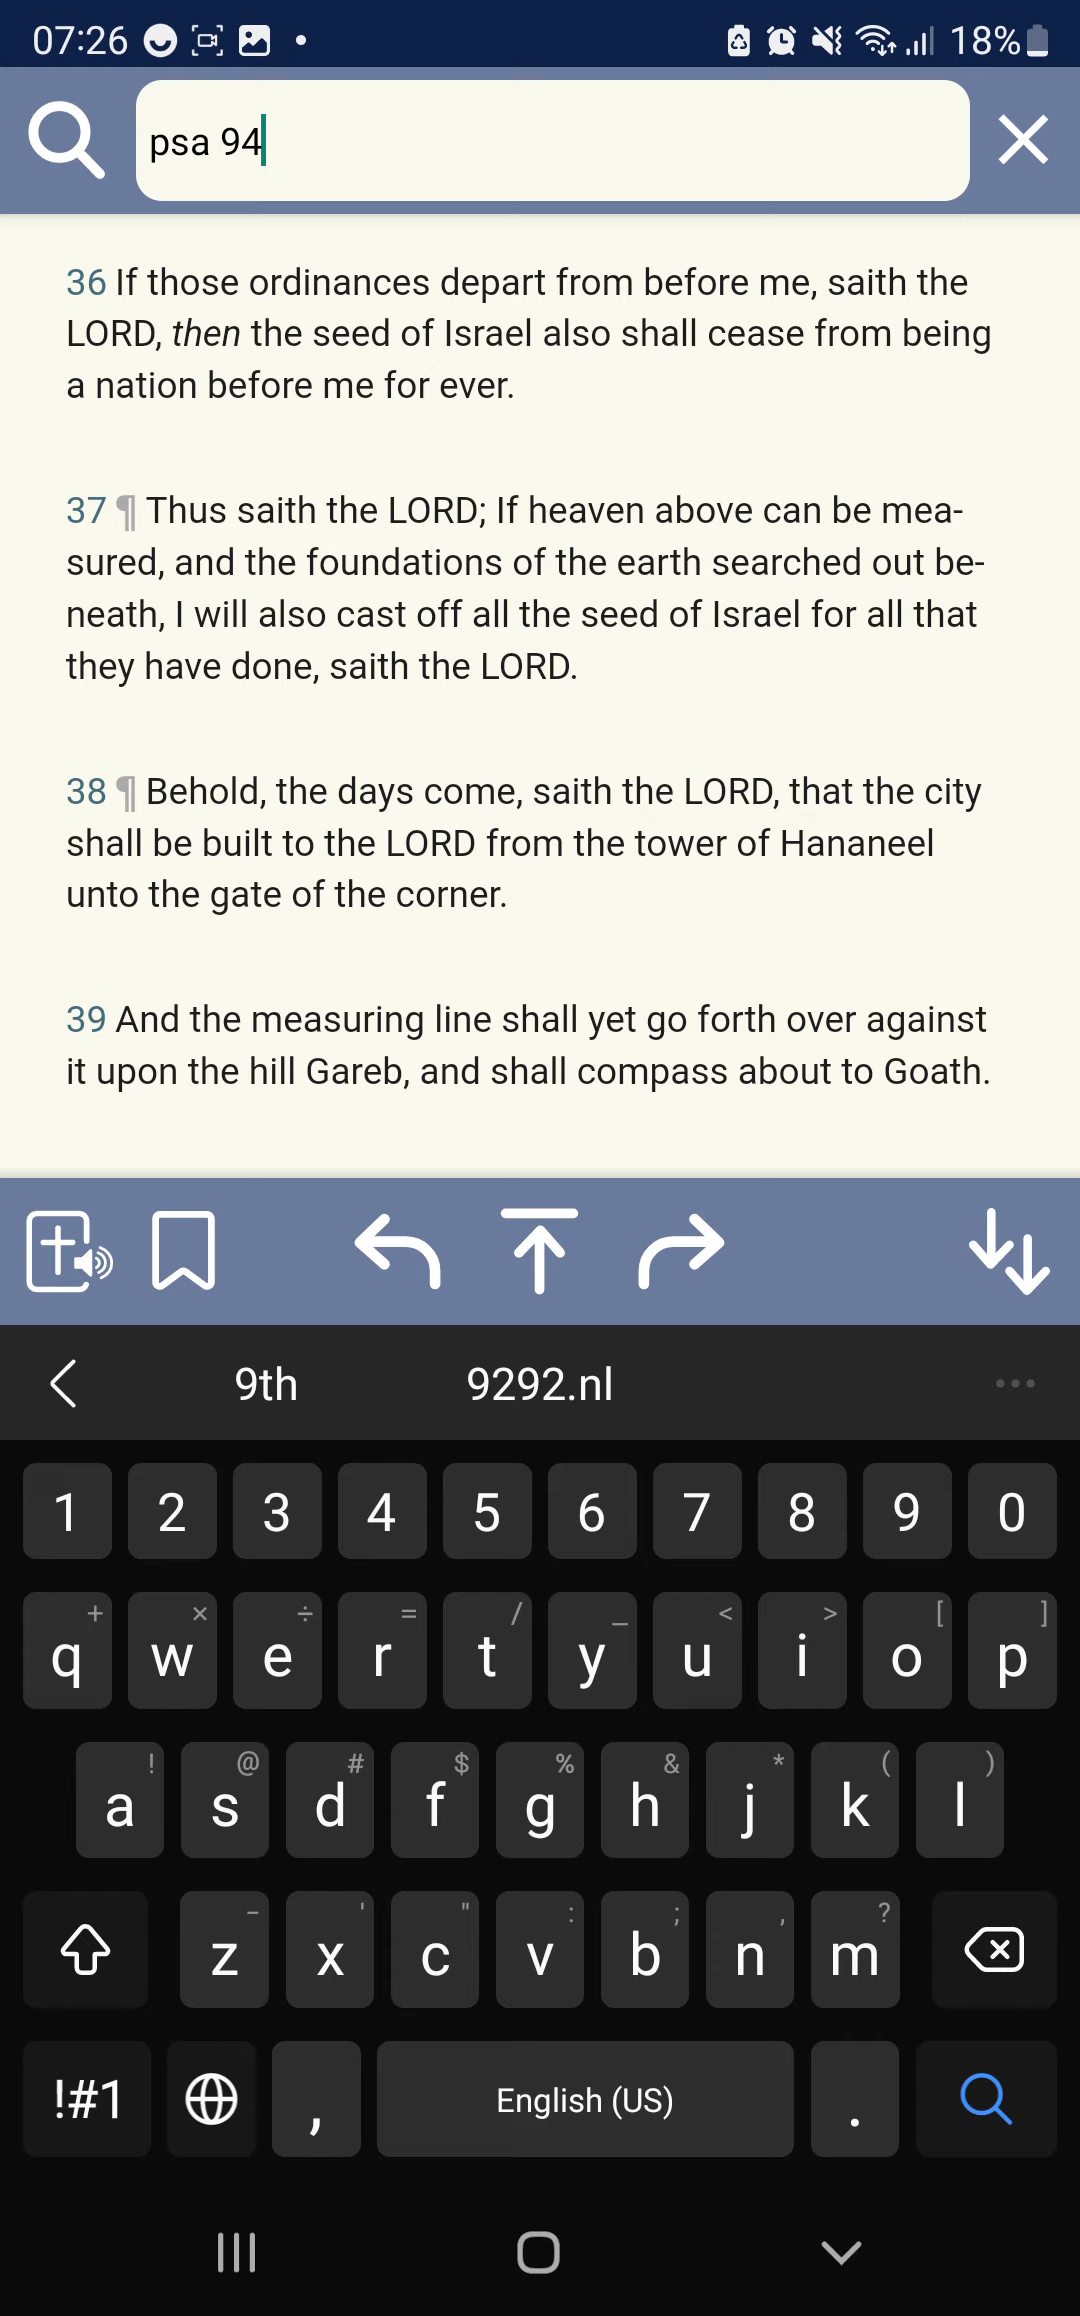 07:26
18%
psa 94
36 If those ordinances depart from before me, saith the
LORD, then the seed of Israel also shall cease from being
a nation before me for ever.
37 ¶ Thus saith the LORD; If heaven above can be mea-
sured, and the foundations of the earth searched out be-
neath, I will also cast off all the seed of Israel for all that
they have done, saith the LORD.
38 ¶ Behold, the days come, saith the LORD, that the city
shall be built to the LORD from the tower of Hananeel
unto the gate of the corner.
39 And the measuring line shall yet go forth over against
it upon the hill Gareb, and shall compass about to Goath.
9th 9292.nl ...
1 2 3 4 5 6 7 8 9 0
+ × ÷ = / _ < > [ ]
q w e r t y u i o p
! @ # $ % & * ( )
a s d f g h j k l
- ' " : ; , ?
z x c v b n m
!#1 , English (US) .